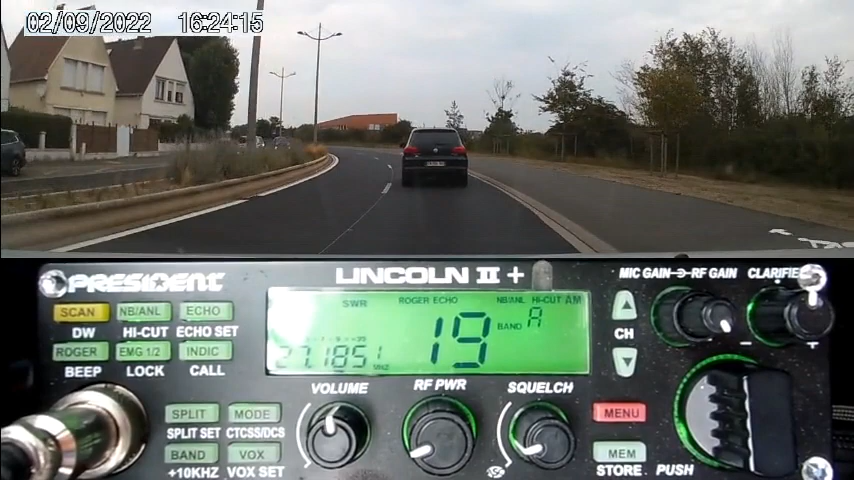 02/09/2022 16:24:15
PRESIDENT LINCOLN II +
MIC GAIN RF GAIN CLARIFIER
SCAN NB/ANL ECHO
DW HI-CUT ECHO SET
ROGER EMG 1/2 INDIC
BEEP LOCK CALL
SPLIT MODE
SPLIT SET CTCSS/DCS
BAND VOX
+10KHZ VOX SET
SWR ROGER ECHO NB/ANL HI-CUT AM
19 BAND A
27.1851 MHZ
VOLUME RF PWR SQUELCH
CH
- +
MENU
MEM
STORE PUSH